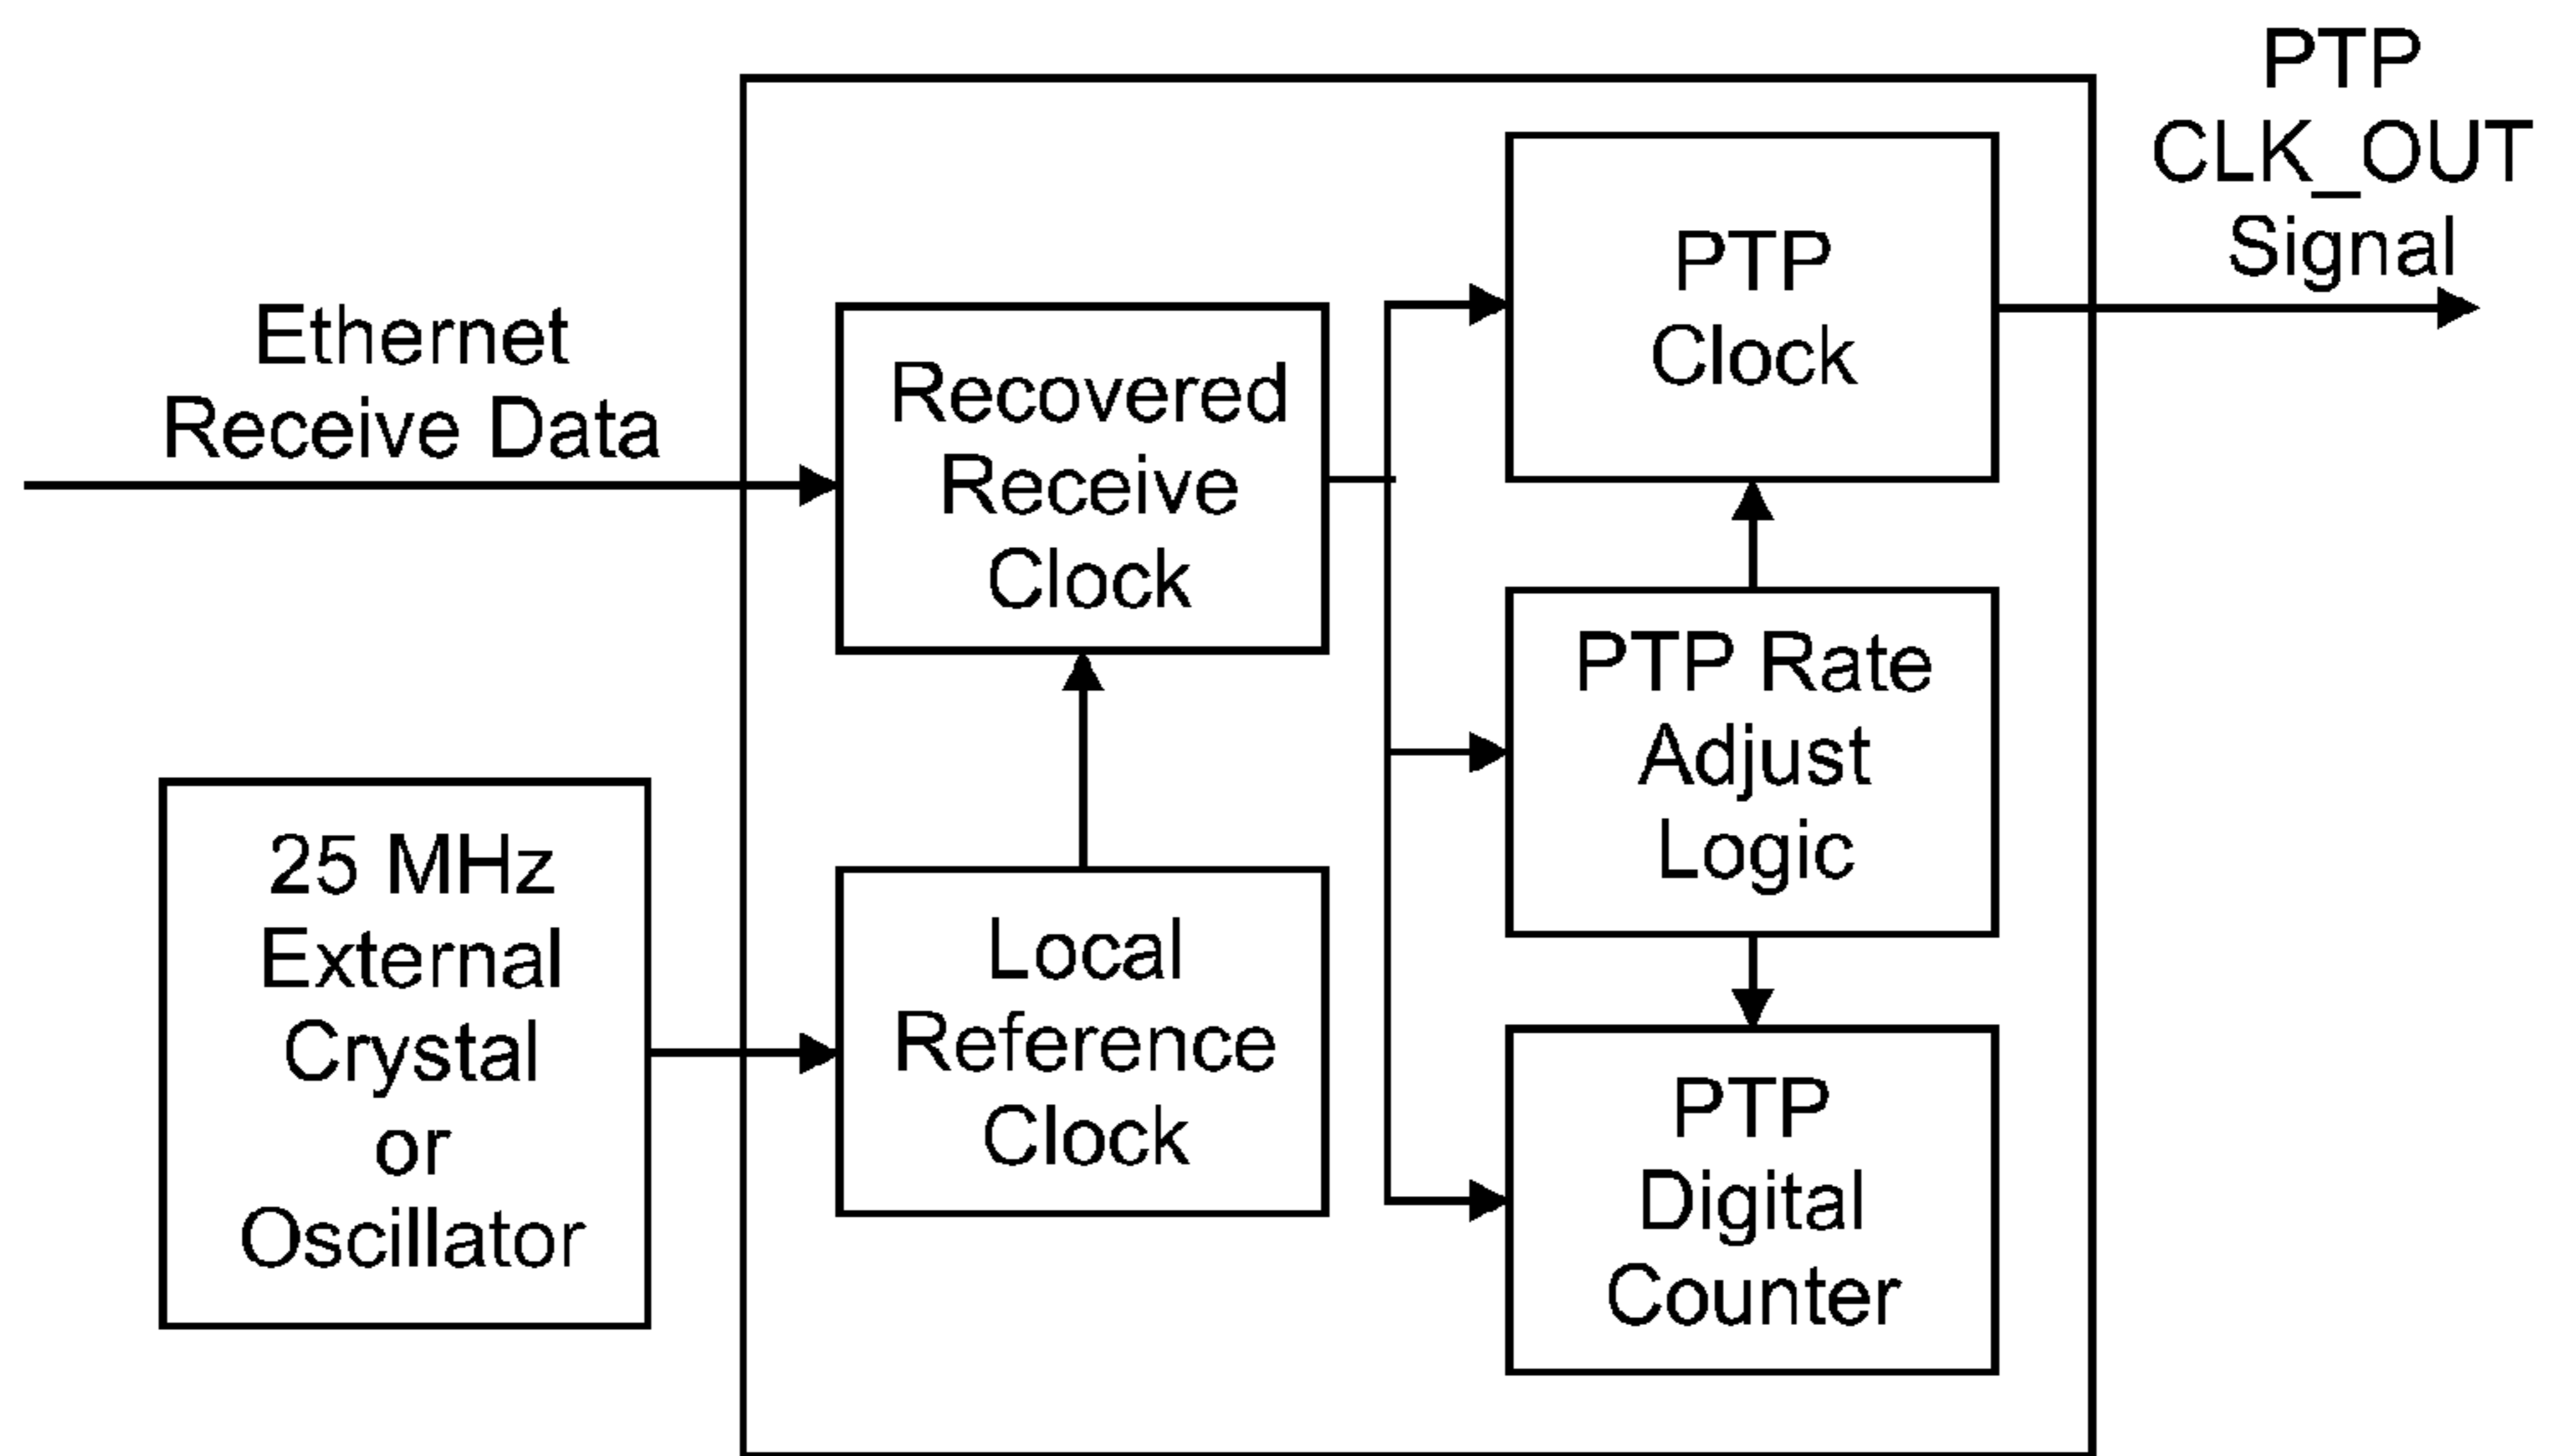 PTP
CLK_OUT
Signal
Ethernet
Receive Data
Recovered
Receive
Clock
PTP
Clock
25 MHz
External
Crystal
or
Oscillator
Local
Reference
Clock
PTP Rate
Adjust
Logic
PTP
Digital
Counter